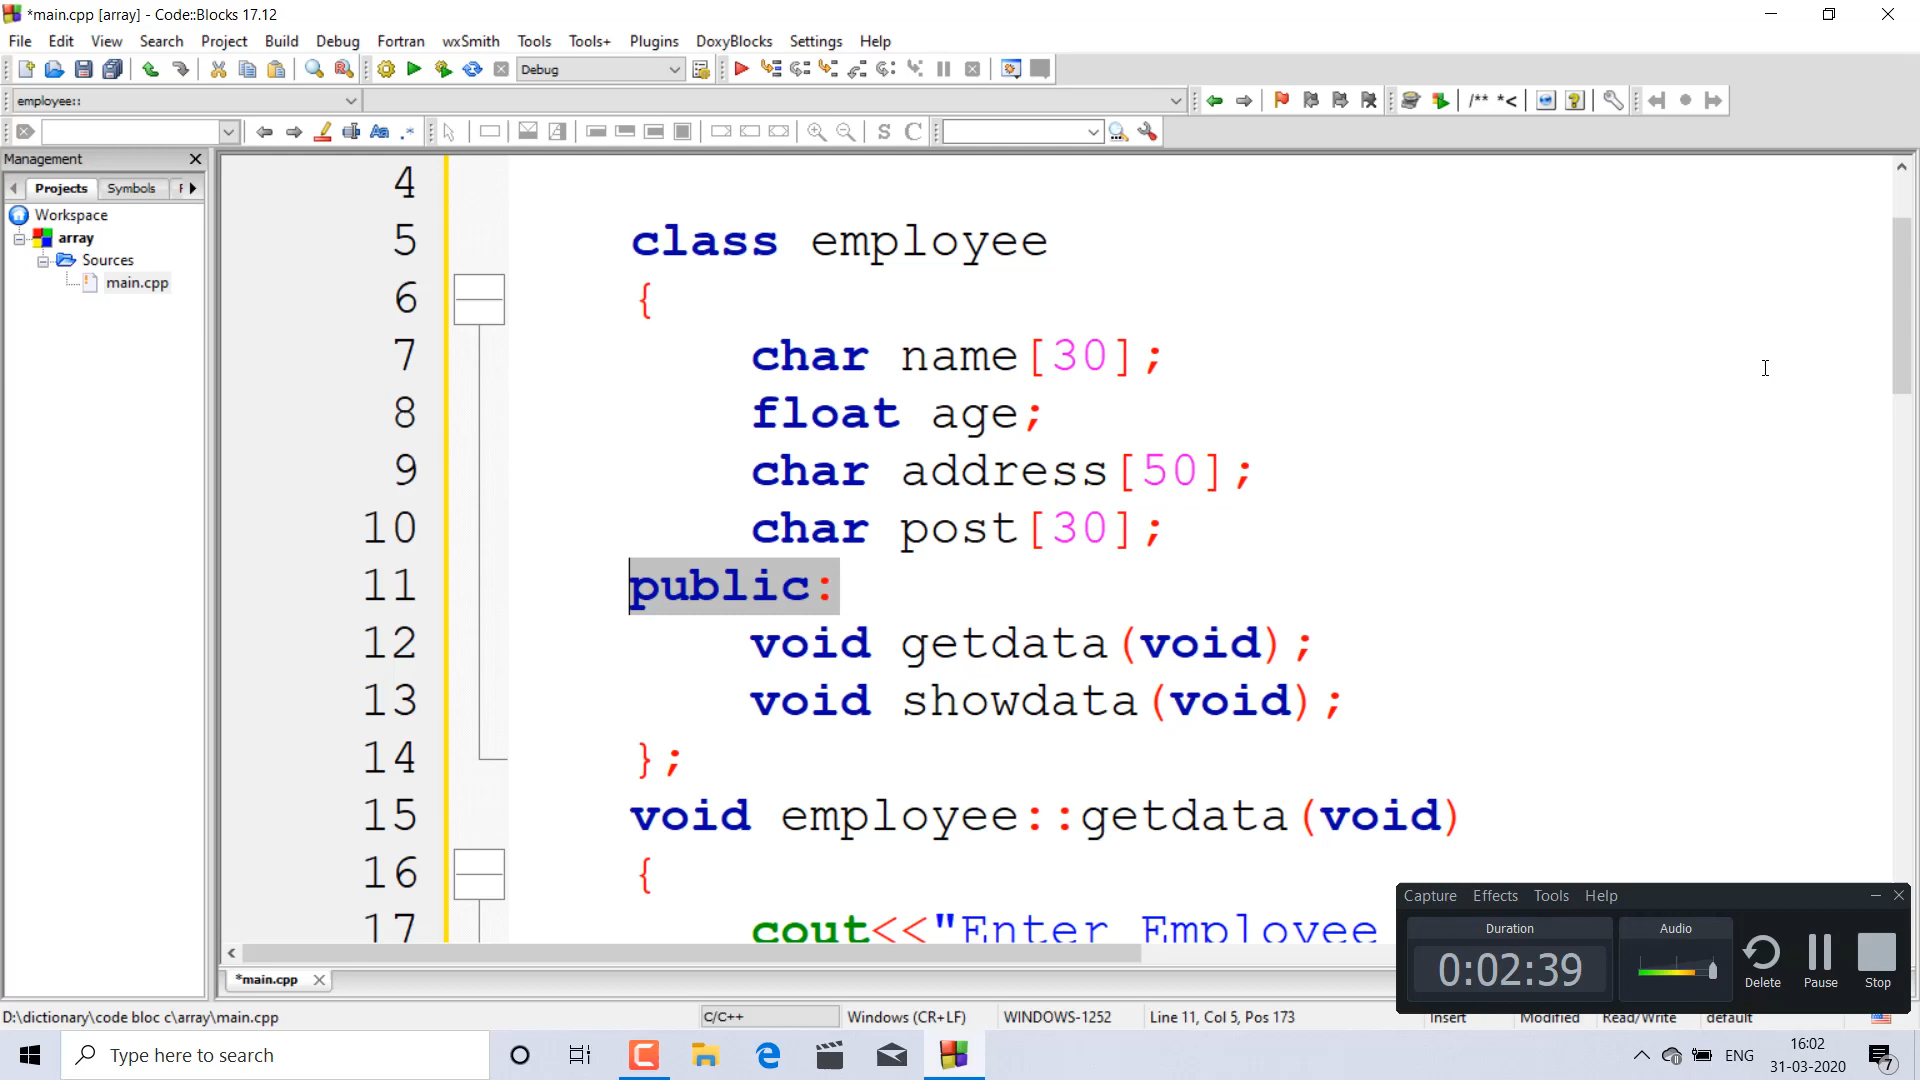 *main.cpp [array] - Code::Blocks 17.12
File Edit View Search Project Build Debug Fortran wxSmith Tools Tools+ Plugins DoxyBlocks Settings Help
Debug
employee::
/** *<
S C
Management
Projects Symbols
Workspace
array
Sources
main.cpp
4
5 class employee
6 {
7 char name[30];
8 float age;
9 char address[50];
10 char post[30];
11 public:
12 void getdata(void);
13 void showdata(void);
14 };
15 void employee::getdata(void)
16 {
17 cout<<"Enter Employee
*main.cpp
Capture Effects Tools Help
Duration
Audio
0:02:39
Delete Pause Stop
D:\dictionary\code bloc c\array\main.cpp C/C++ Windows (CR+LF) WINDOWS-1252 Line 11, Col 5, Pos 173 Insert Modified Read/Write default
Type here to search
ENG
16:02
31-03-2020
7